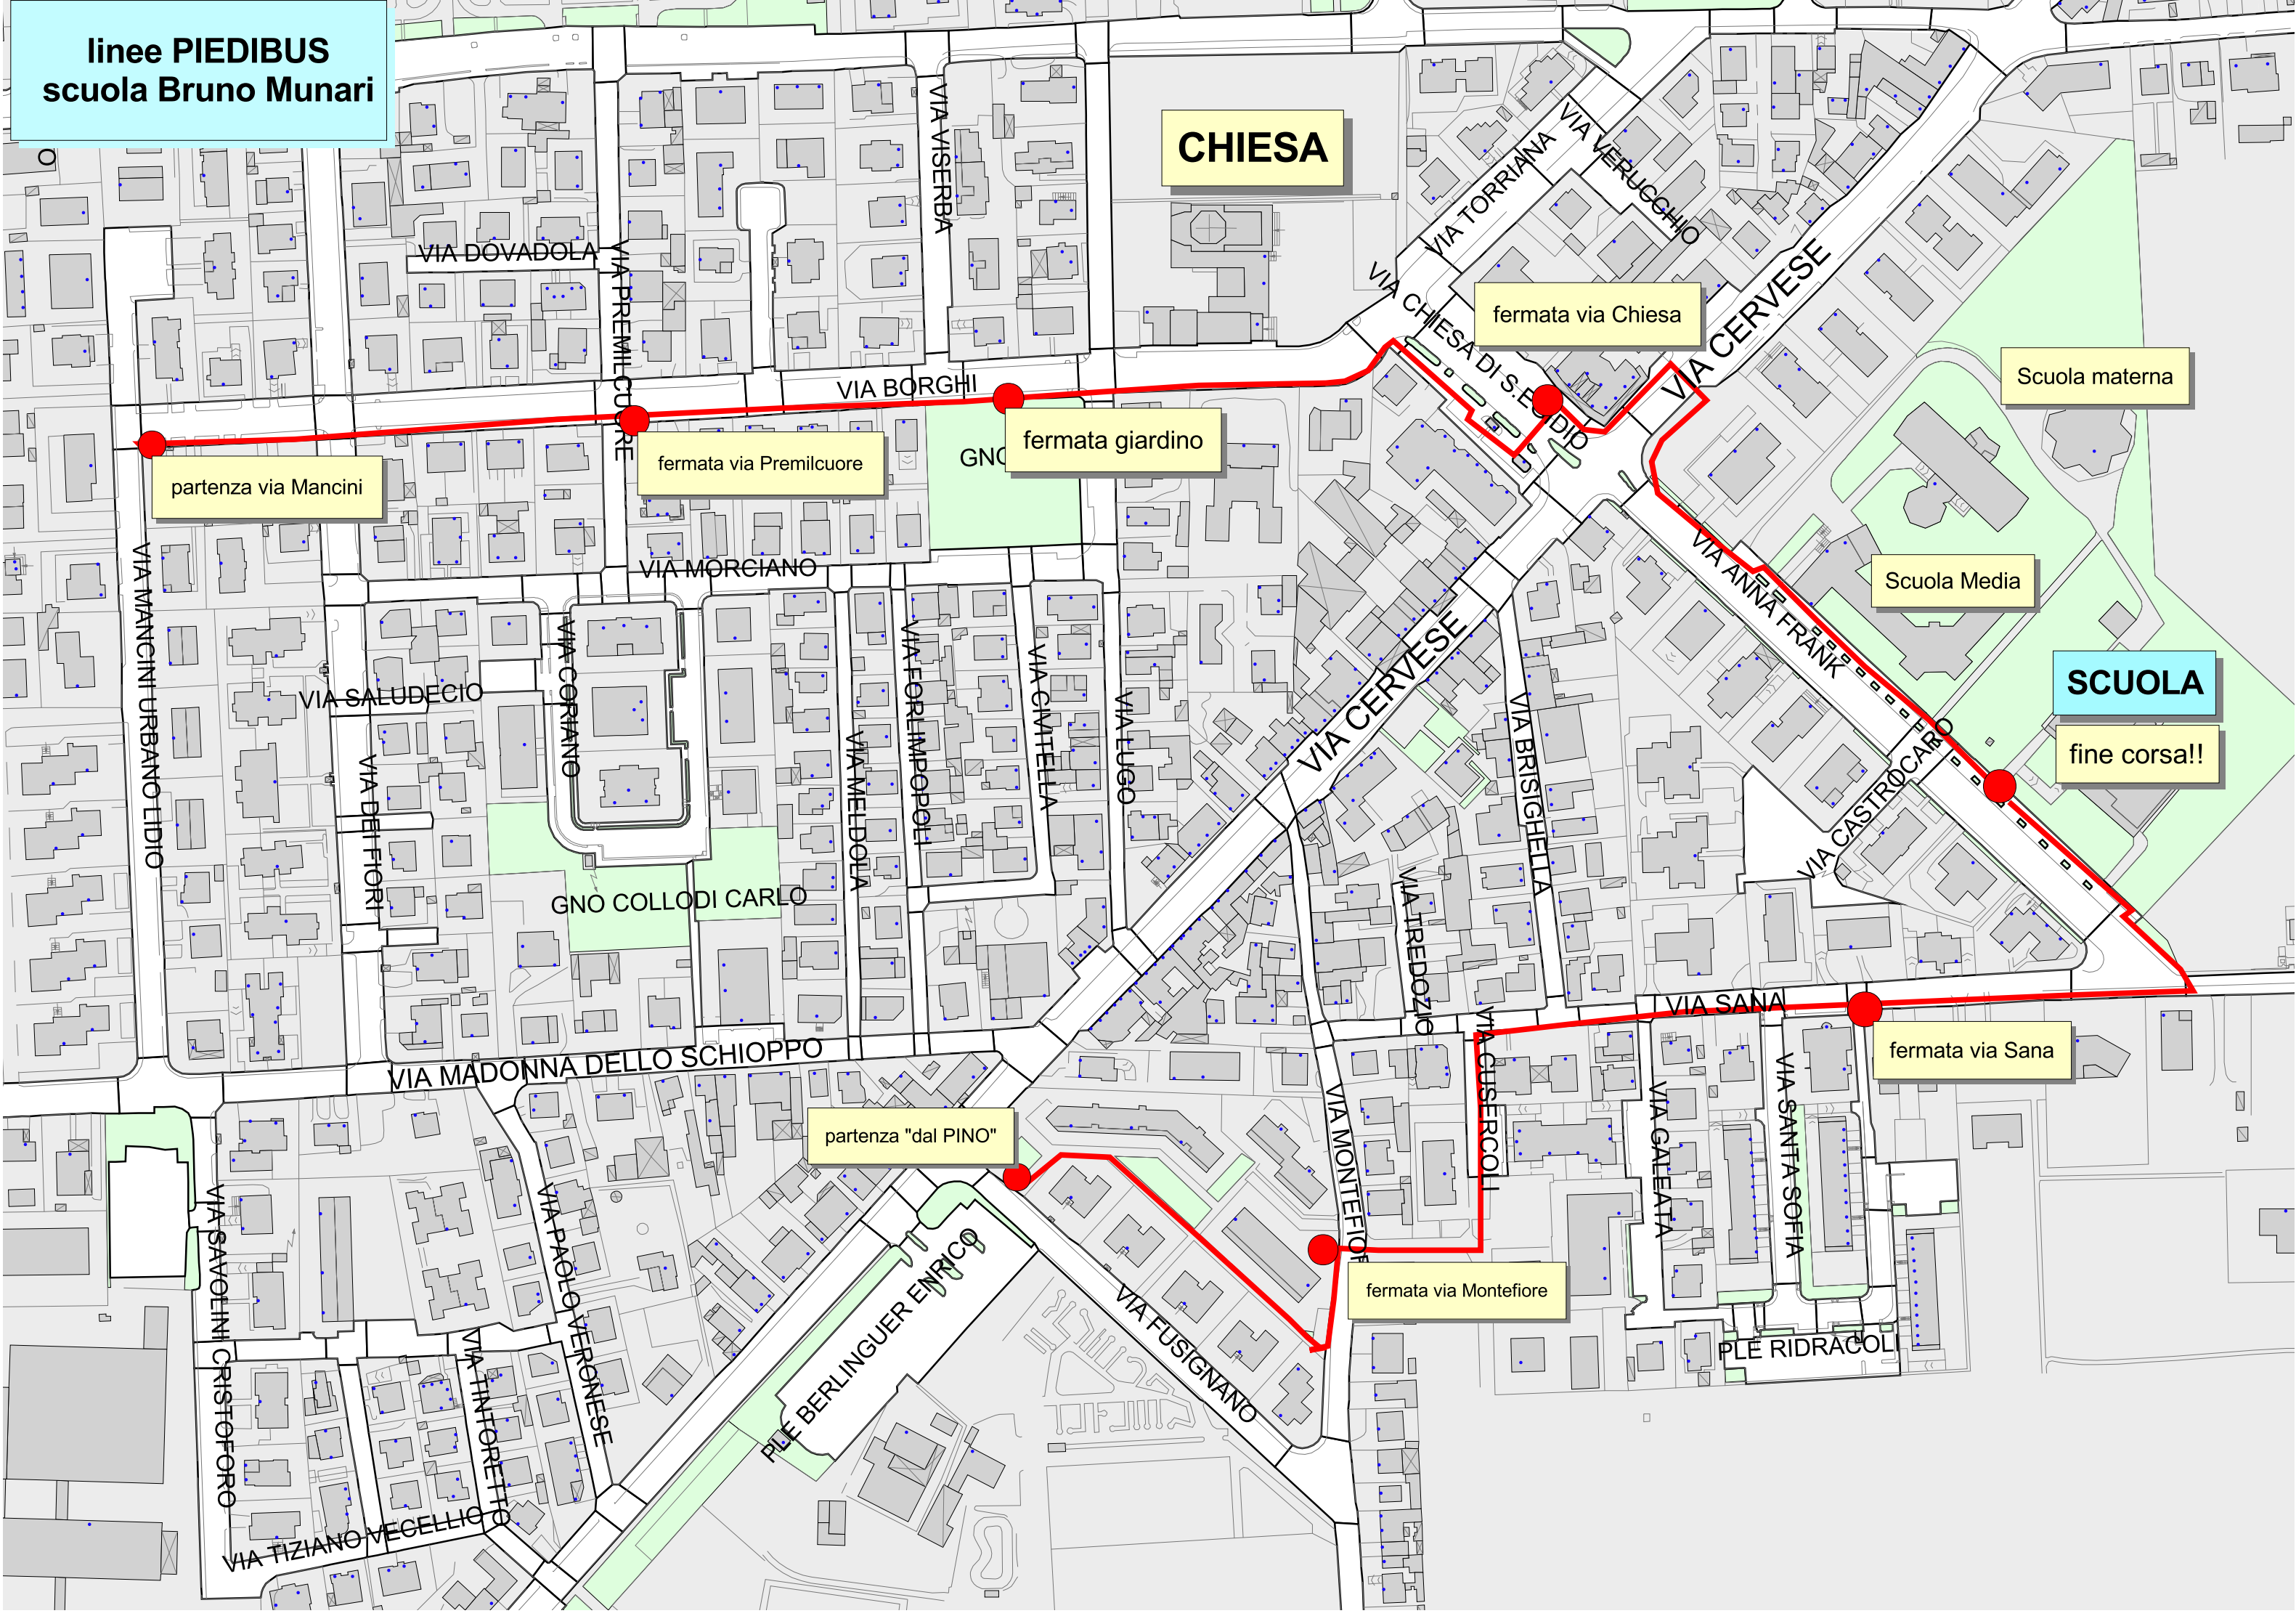 linee PIEDIBUS
scuola Bruno Munari
CHIESA
VIA VISERBA
VIA VERUCCHIO
VIA TORRIANA
VIA DOVADOLA
VIA PREMILCUORE
VIA CHIESA DI S.EGIDIO
fermata via Chiesa
VIA CERVESE
Scuola materna
VIA BORGHI
fermata giardino
GNO
fermata via Premilcuore
partenza via Mancini
VIA MANCINI URBANO LIDIO
VIA MORCIANO
VIA ANNA FRANK
Scuola Media
SCUOLA
fine corsa!!
VIA SALUDECIO
VIA CORIANO
VIA DEI FIORI
VIA MELDOLA
VIA FORLIMPOPOLI
VIA CIVITELLA
VIA LUGO
VIA CERVESE
VIA BRISIGHELLA
VIA CASTROCARO
GNO COLLODI CARLO
VIA TREDOZIO
VIA SANA
fermata via Sana
VIA CUSERCOLI
VIA GALEATA
VIA SANTA SOFIA
VIA MADONNA DELLO SCHIOPPO
partenza "dal PINO"
VIA MONTEFIORE
fermata via Montefiore
PLE RIDRACOLI
VIA FUSIGNANO
PLE BERLINGUER ENRICO
VIA SAVOLINI CRISTOFORO
VIA PAOLO VERONESE
VIA TINTORETTO
VIA TIZIANO VECELLIO